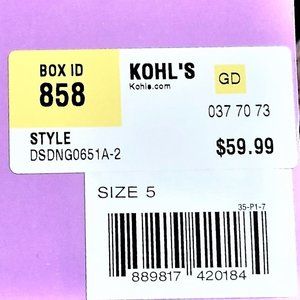 BOX ID
858
KOHL'S
Kohls.com
GD
037 70 73
STYLE
DSDNG0651A-2
$59.99
SIZE 5
35-P1-7
889817 420184